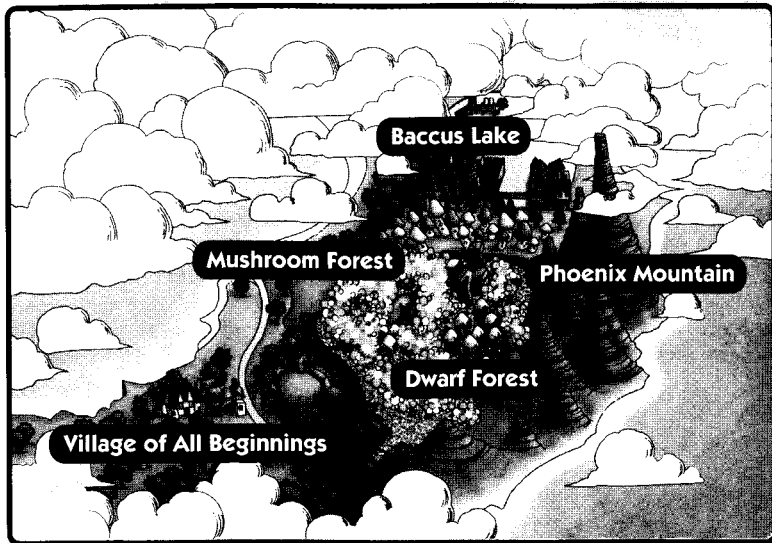 Baccus Lake
Mushroom Forest
Phoenix Mountain
Dwarf Forest
Village of All Beginnings